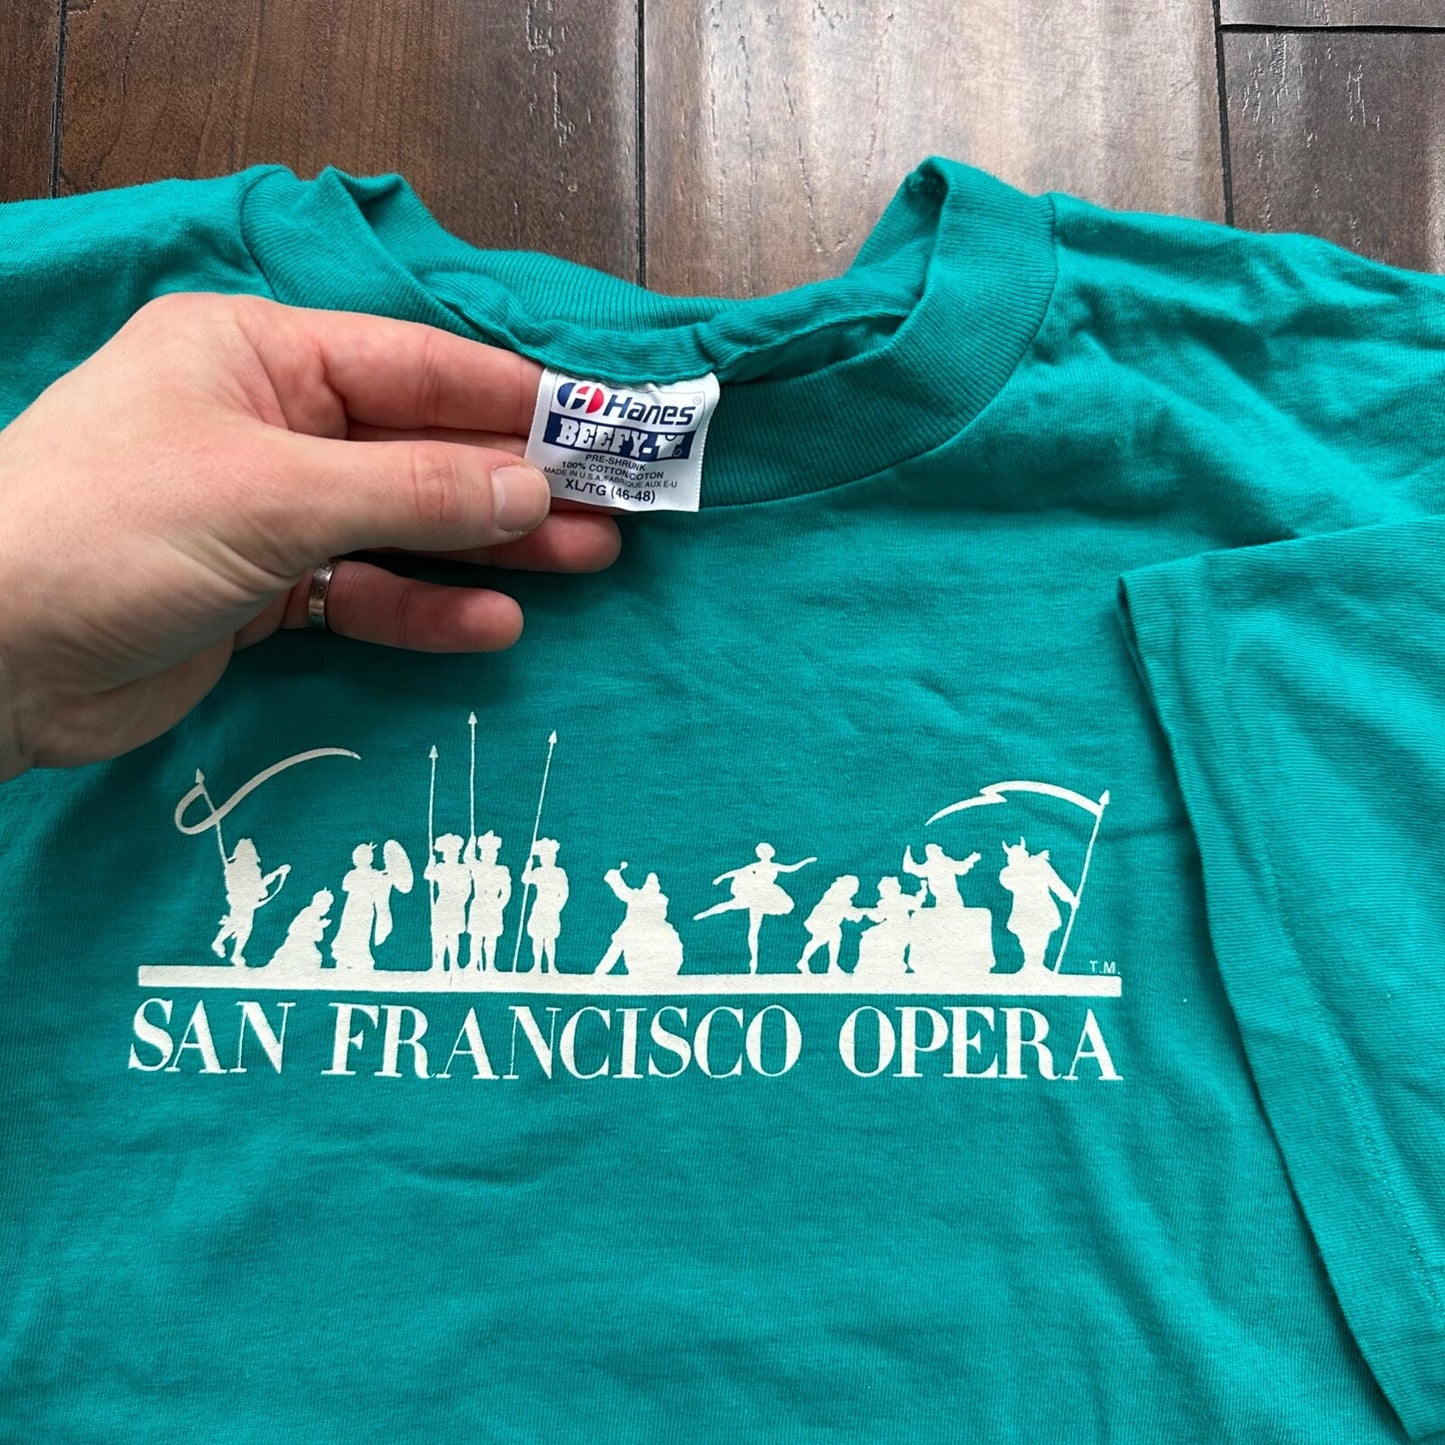 Hanes®
BEEFY-T®
PRE-SHRUNK
100% COTTON/COTON
MADE IN U.S.A./FABRIQUE AUX E-U
XL/TG (46-48)
T.M.
SAN FRANCISCO OPERA